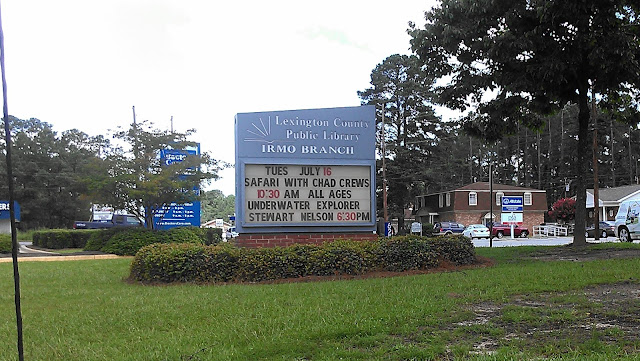 Lexington County
Public Library
IRMO BRANCH
TUES JULY 16
SAFARI WITH CHAD CREWS
10:30 AM ALL AGES
UNDERWATER EXPLORER
STEWART NELSON 6:30PM